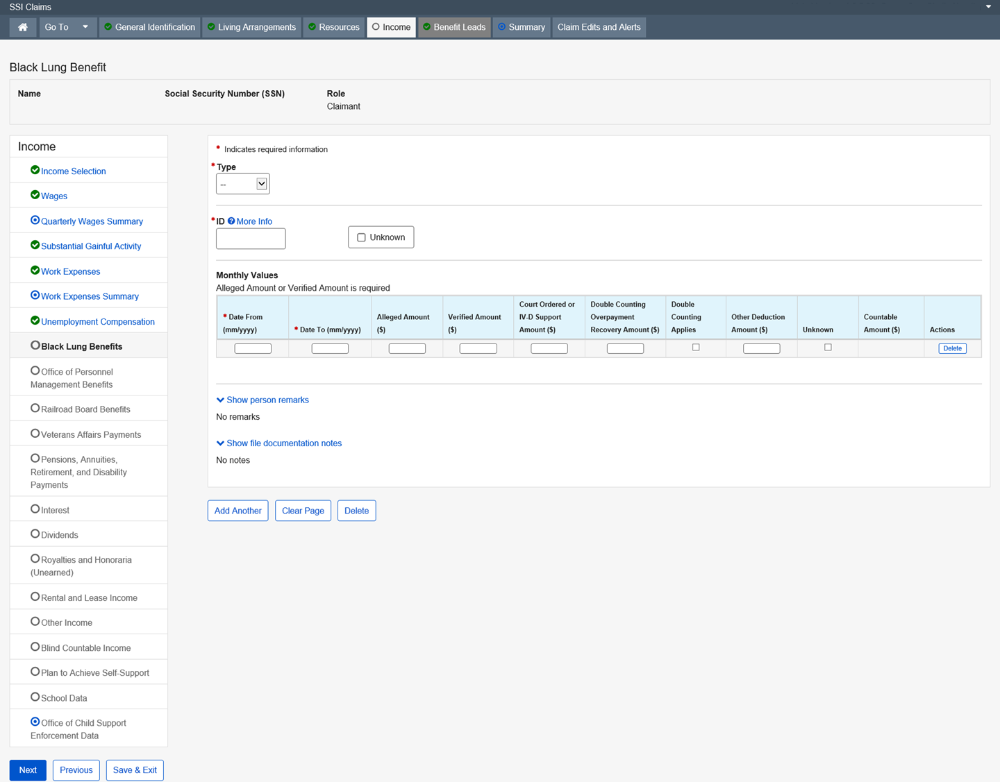 SSI Claims
Go To
General Identification
Living Arrangements
Resources
Income
Benefit Leads
Summary
Claim Edits and Alerts
Black Lung Benefit
Name
Social Security Number (SSN)
Role
Claimant
Income
Income Selection
Wages
Quarterly Wages Summary
Substantial Gainful Activity
Work Expenses
Work Expenses Summary
Unemployment Compensation
Black Lung Benefits
Office of Personnel
Management Benefits
Railroad Board Benefits
Veterans Affairs Payments
Pensions, Annuities,
Retirement, and Disability
Payments
Interest
Dividends
Royalties and Honoraria
(Unearned)
Rental and Lease Income
Other Income
Blind Countable Income
Plan to Achieve Self-Support
School Data
Office of Child Support
Enforcement Data
* Indicates required information
* Type
--
* ID More Info
Unknown
Monthly Values
Alleged Amount or Verified Amount is required
* Date From
(mm/yyyy)
* Date To (mm/yyyy)
Alleged Amount
($)
Verified Amount
($)
Court Ordered or
IV-D Support
Amount ($)
Double Counting
Overpayment
Recovery Amount ($)
Double
Counting
Applies
Other Deduction
Amount ($)
Unknown
Countable
Amount ($)
Actions
Delete
Show person remarks
No remarks
Show file documentation notes
No notes
Add Another
Clear Page
Delete
Next
Previous
Save & Exit